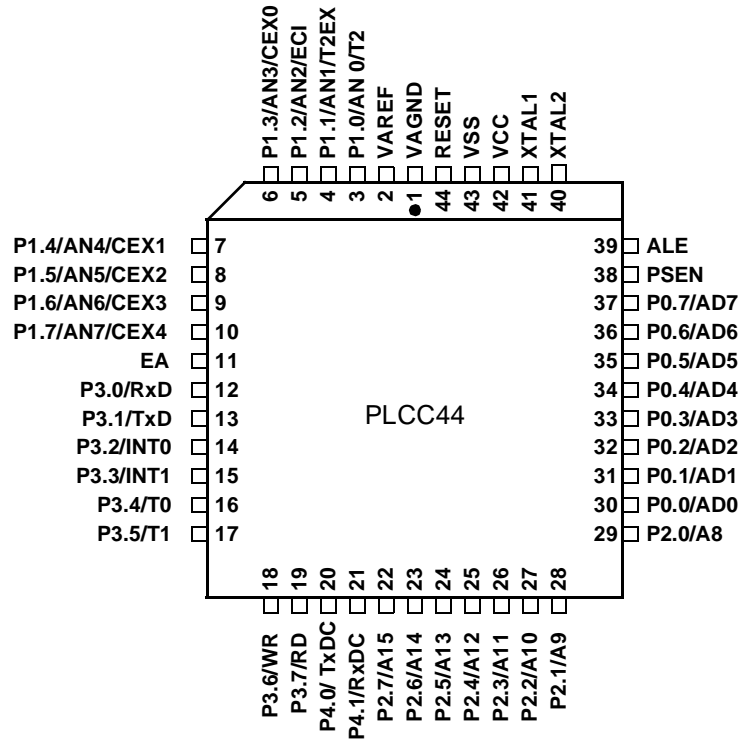 P1.3/AN3/CEX0
P1.2/AN2/ECI
P1.1/AN1/T2EX
P1.0/AN 0/T2
VAREF
VAGND
RESET
VSS
VCC
XTAL1
XTAL2
6
5
4
3
2
1
44
43
42
41
40
P1.4/AN4/CEX1 7
P1.5/AN5/CEX2 8
P1.6/AN6/CEX3 9
P1.7/AN7/CEX4 10
EA 11
P3.0/RxD 12
P3.1/TxD 13
P3.2/INT0 14
P3.3/INT1 15
P3.4/T0 16
P3.5/T1 17
PLCC44
39 ALE
38 PSEN
37 P0.7/AD7
36 P0.6/AD6
35 P0.5/AD5
34 P0.4/AD4
33 P0.3/AD3
32 P0.2/AD2
31 P0.1/AD1
30 P0.0/AD0
29 P2.0/A8
18
19
20
21
22
23
24
25
26
27
28
P3.6/WR
P3.7/RD
P4.0/ TxDC
P4.1/RxDC
P2.7/A15
P2.6/A14
P2.5/A13
P2.4/A12
P2.3/A11
P2.2/A10
P2.1/A9